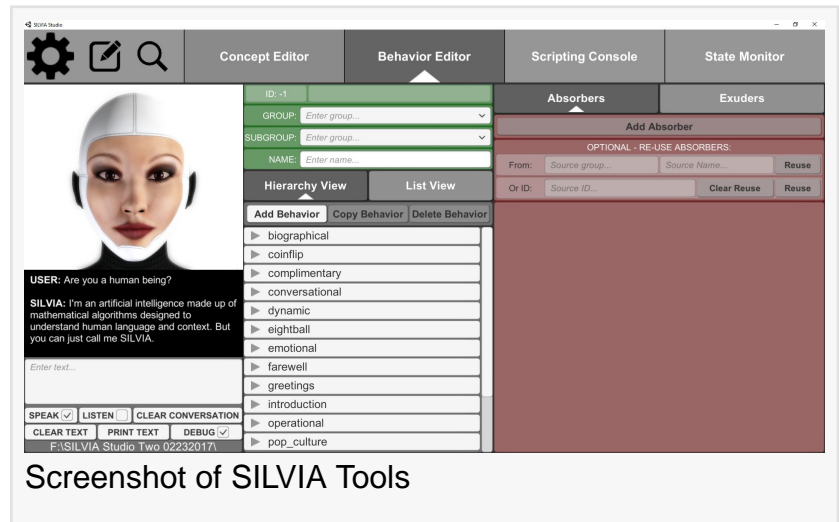 SILVIA Studio
Concept Editor
Behavior Editor
Scripting Console
State Monitor
ID: -1
GROUP: Enter group...
SUBGROUP: Enter group...
NAME: Enter name...
Hierarchy View
List View
Add Behavior
Copy Behavior
Delete Behavior
biographical
coinflip
complimentary
conversational
dynamic
eightball
emotional
farewell
greetings
introduction
operational
pop_culture
Absorbers
Exuders
Add Absorber
OPTIONAL - RE-USE ABSORBERS:
From: Source group... Source Name... Reuse
Or ID: Source ID... Clear Reuse Reuse
USER: Are you a human being?
SILVIA: I'm an artificial intelligence made up of
mathematical algorithms designed to
understand human language and context. But
you can just call me SILVIA.
Enter text...
SPEAK LISTEN CLEAR CONVERSATION
CLEAR TEXT PRINT TEXT DEBUG
F:\SILVIA Studio Two 02232017\
Screenshot of SILVIA Tools